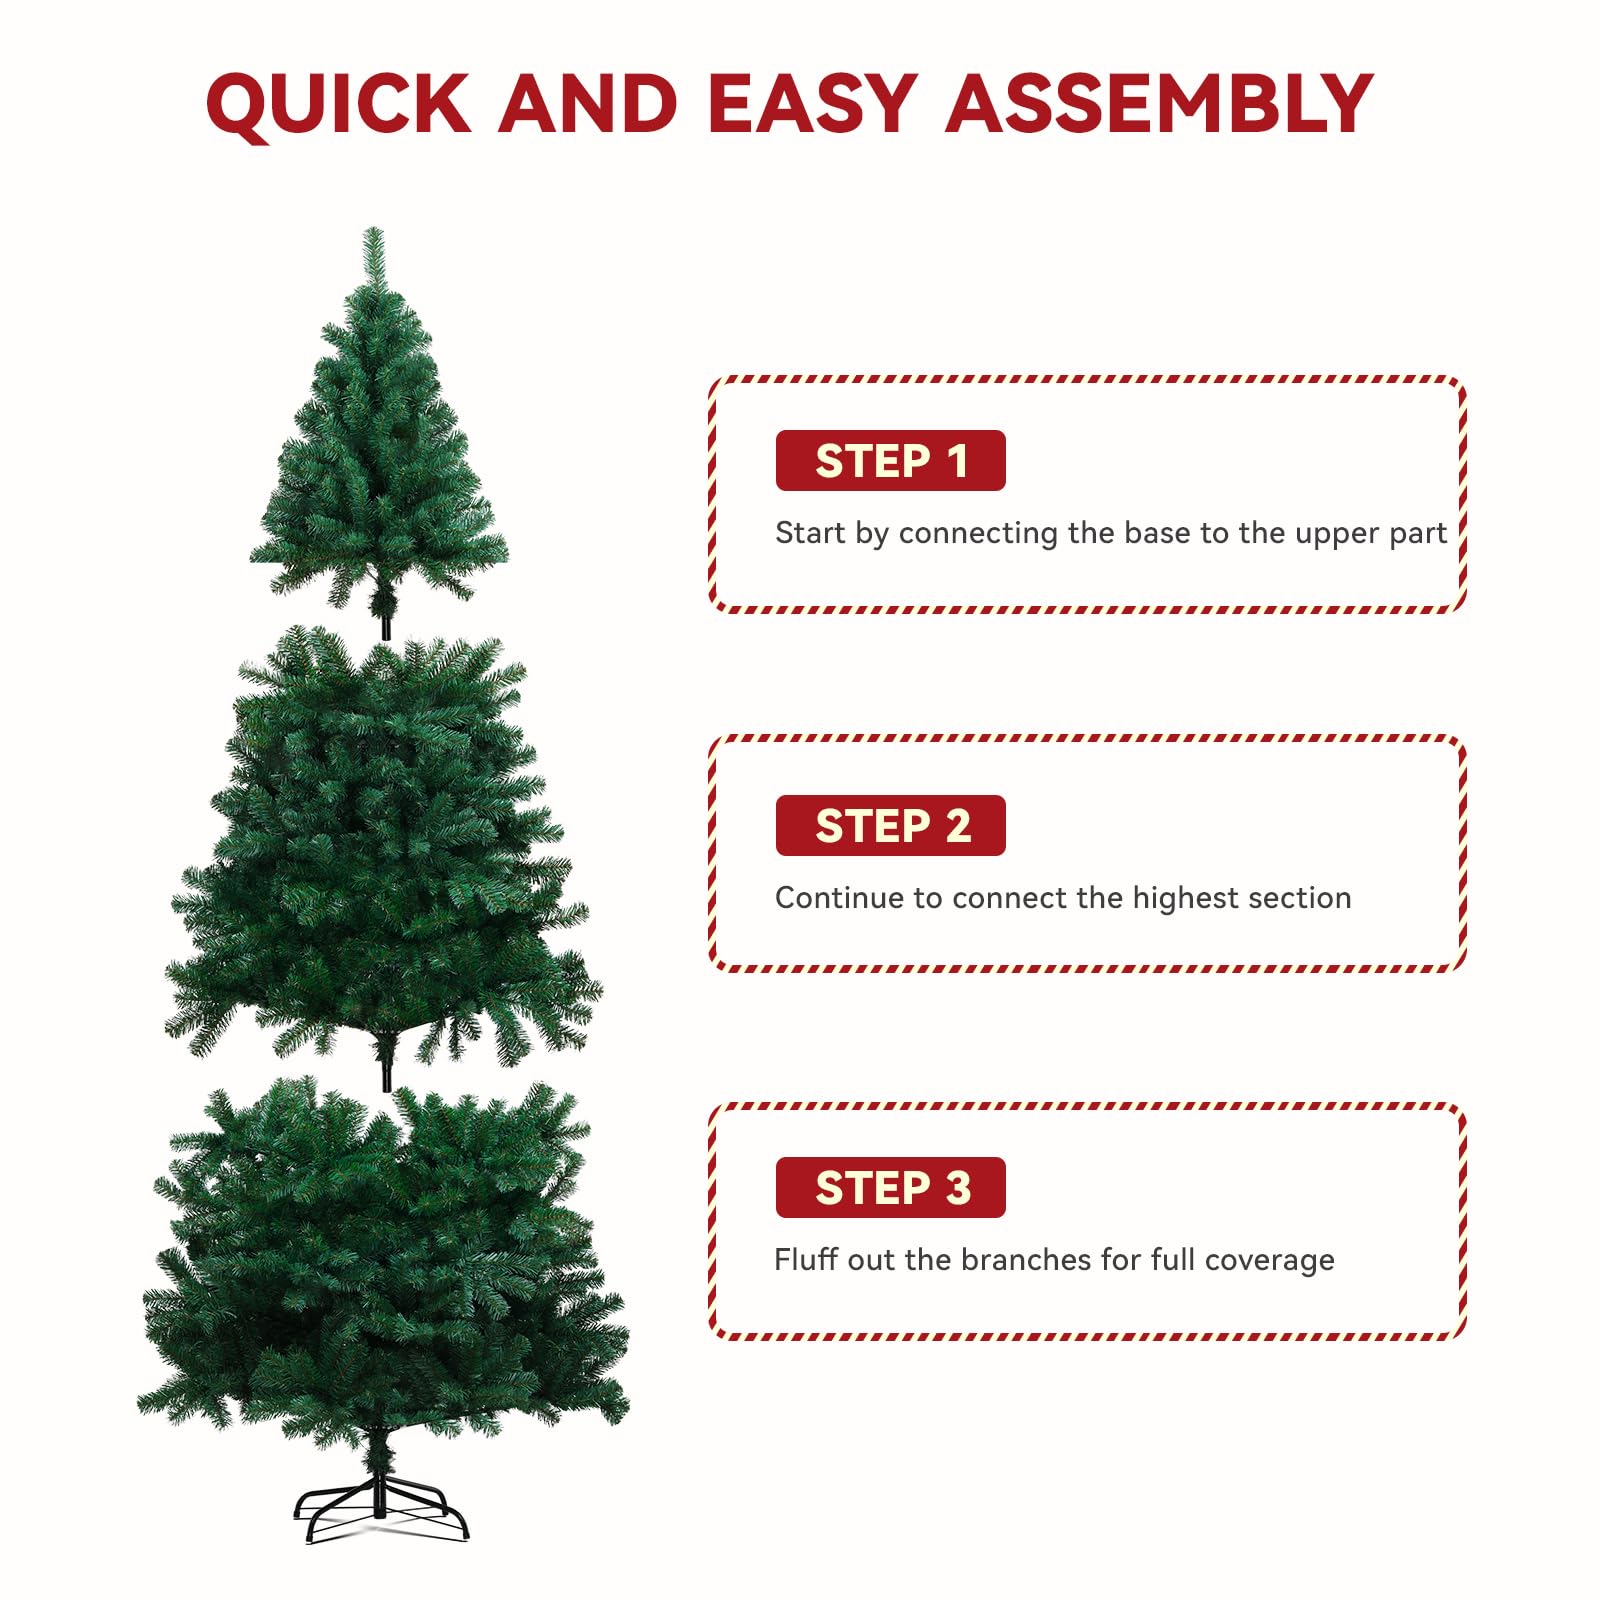 QUICK AND EASY ASSEMBLY
STEP 1
Start by connecting the base to the upper part
STEP 2
Continue to connect the highest section
STEP 3
Fluff out the branches for full coverage